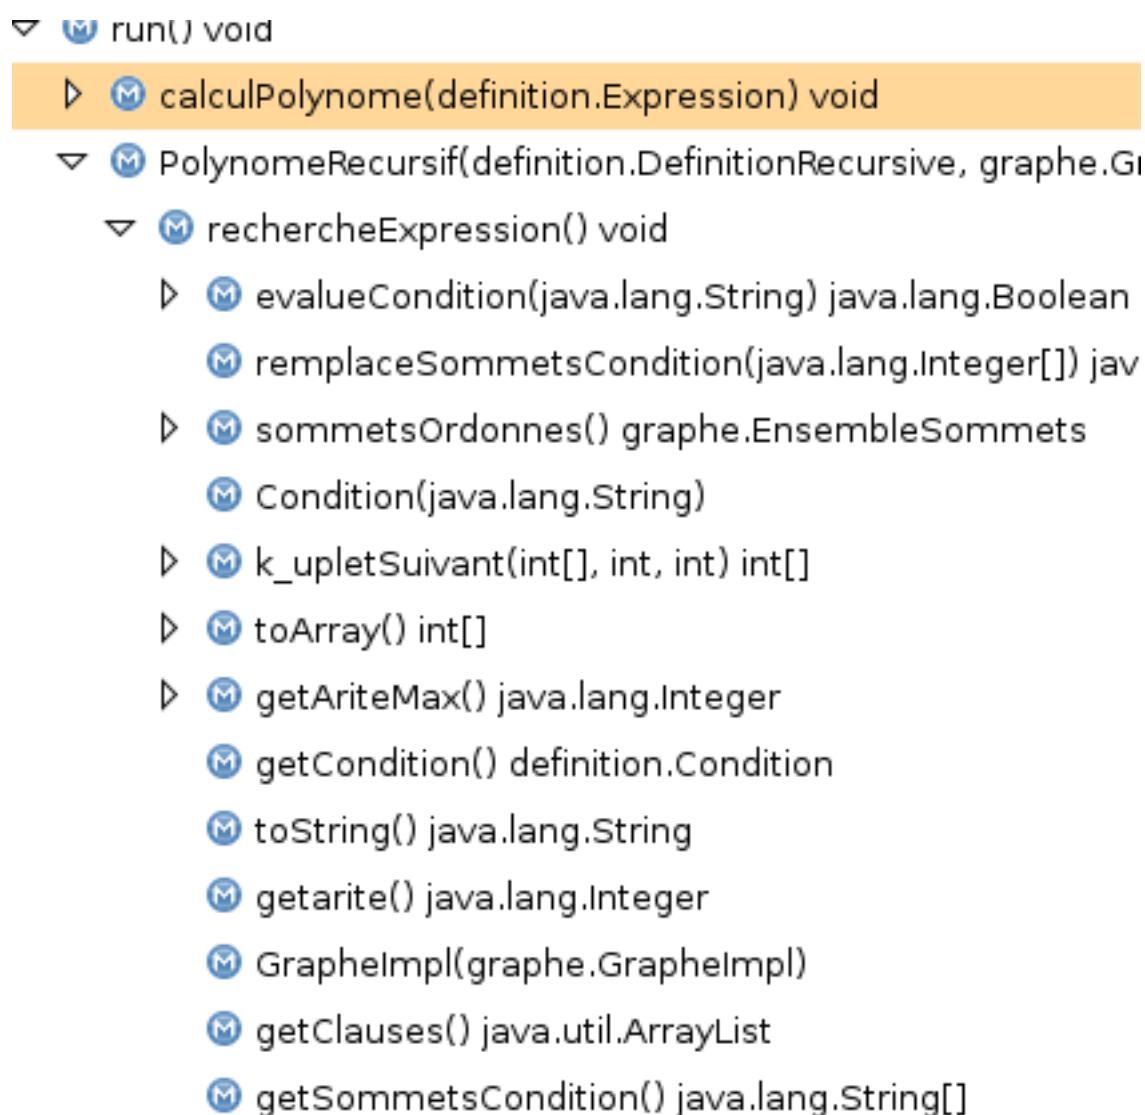 run() void
calculPolynome(definition.Expression) void
PolynomeRecursif(definition.DefinitionRecursive, graphe.Gr
rechercheExpression() void
evalueCondition(java.lang.String) java.lang.Boolean
remplaceSommetsCondition(java.lang.Integer[]) jav
sommetsOrdonnes() graphe.EnsembleSommets
Condition(java.lang.String)
k_upletSuivant(int[], int, int) int[]
toArray() int[]
getAriteMax() java.lang.Integer
getCondition() definition.Condition
toString() java.lang.String
getarite() java.lang.Integer
GrapheImpl(graphe.GrapheImpl)
getClauses() java.util.ArrayList
getSommetsCondition() java.lang.String[]